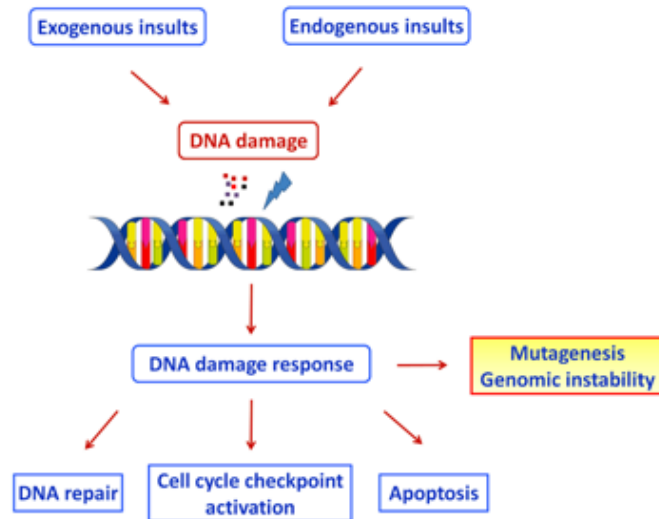 Exogenous insults
Endogenous insults
DNA damage
DNA damage response
Mutagenesis
Genomic instability
DNA repair
Cell cycle checkpoint
activation
Apoptosis